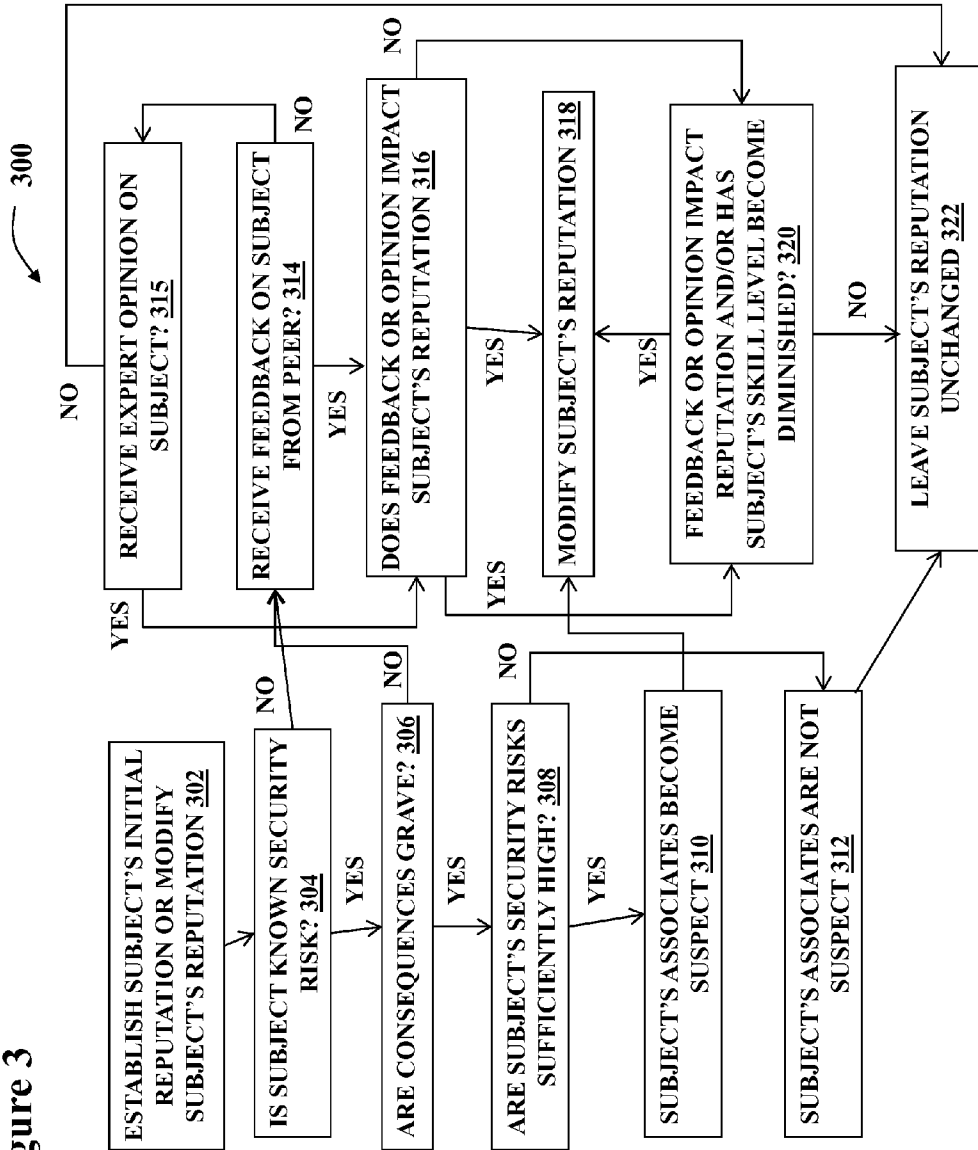 gure 3
300
ESTABLISH SUBJECT'S INITIAL
REPUTATION OR MODIFY
SUBJECT'S REPUTATION 302
IS SUBJECT KNOWN SECURITY
RISK? 304
NO
YES
ARE CONSEQUENCES GRAVE? 306
NO
YES
ARE SUBJECT'S SECURITY RISKS
SUFFICIENTLY HIGH? 308
NO
YES
SUBJECT'S ASSOCIATES BECOME
SUSPECT 310
SUBJECT'S ASSOCIATES ARE NOT
SUSPECT 312
NO
RECEIVE EXPERT OPINION ON
SUBJECT? 315
YES
RECEIVE FEEDBACK ON SUBJECT
FROM PEER? 314
NO
YES
DOES FEEDBACK OR OPINION IMPACT
SUBJECT'S REPUTATION 316
NO
YES
YES
MODIFY SUBJECT'S REPUTATION 318
YES
FEEDBACK OR OPINION IMPACT
REPUTATION AND/OR HAS
SUBJECT'S SKILL LEVEL BECOME
DIMINISHED? 320
NO
LEAVE SUBJECT'S REPUTATION
UNCHANGED 322